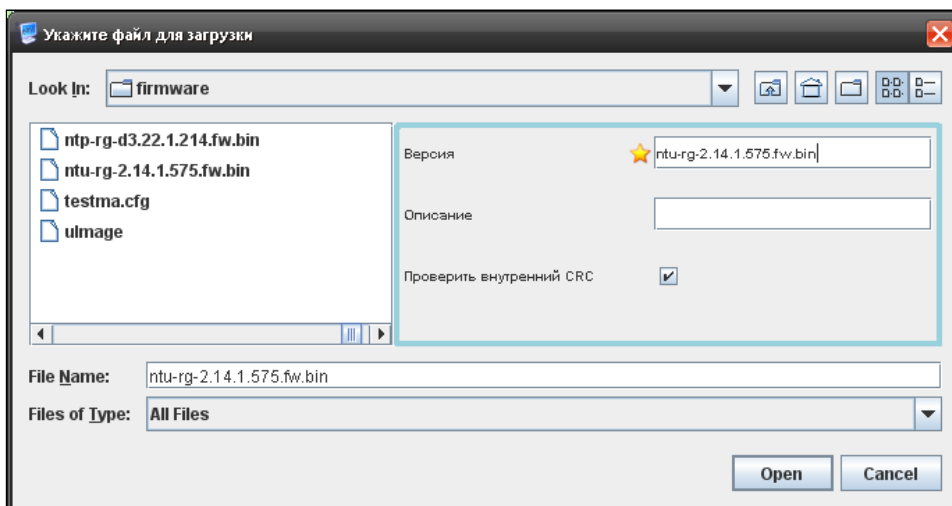 Укажите файл для загрузки
Look In: firmware
ntp-rg-d3.22.1.214.fw.bin
ntu-rg-2.14.1.575.fw.bin
testma.cfg
uImage
Версия ntu-rg-2.14.1.575.fw.bin
Описание
Проверить внутренний CRC
File Name: ntu-rg-2.14.1.575.fw.bin
Files of Type: All Files
Open Cancel